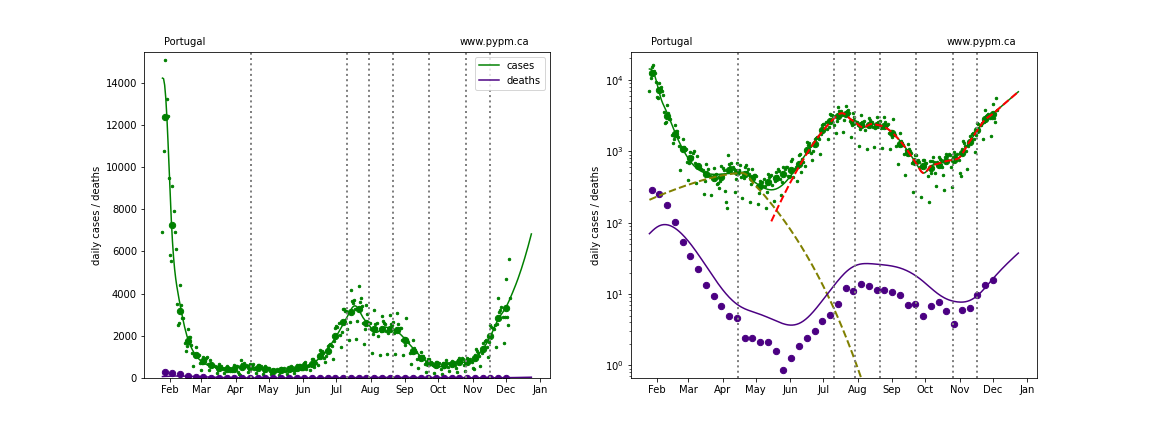 Portugal www.pypm.ca
cases
deaths
daily cases / deaths
14000
12000
10000
8000
6000
4000
2000
0
Feb Mar Apr May Jun Jul Aug Sep Oct Nov Dec Jan
Portugal www.pypm.ca
daily cases / deaths
10⁴
10³
10²
10¹
10⁰
Feb Mar Apr May Jun Jul Aug Sep Oct Nov Dec Jan